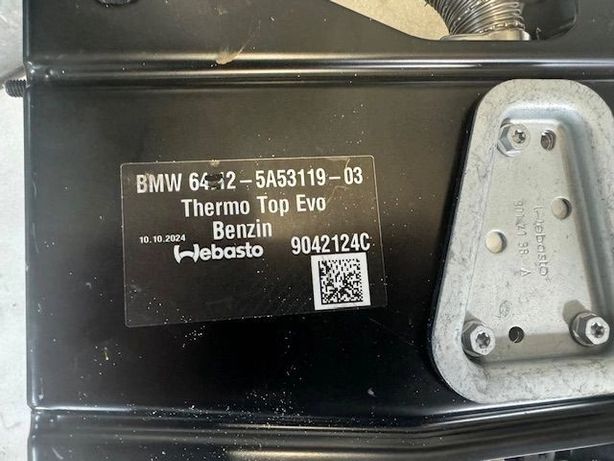 BMW 64 12-5A53119-03
Thermo Top Evo
Benzin
10.10.2024
Webasto 9042124C
Webasto